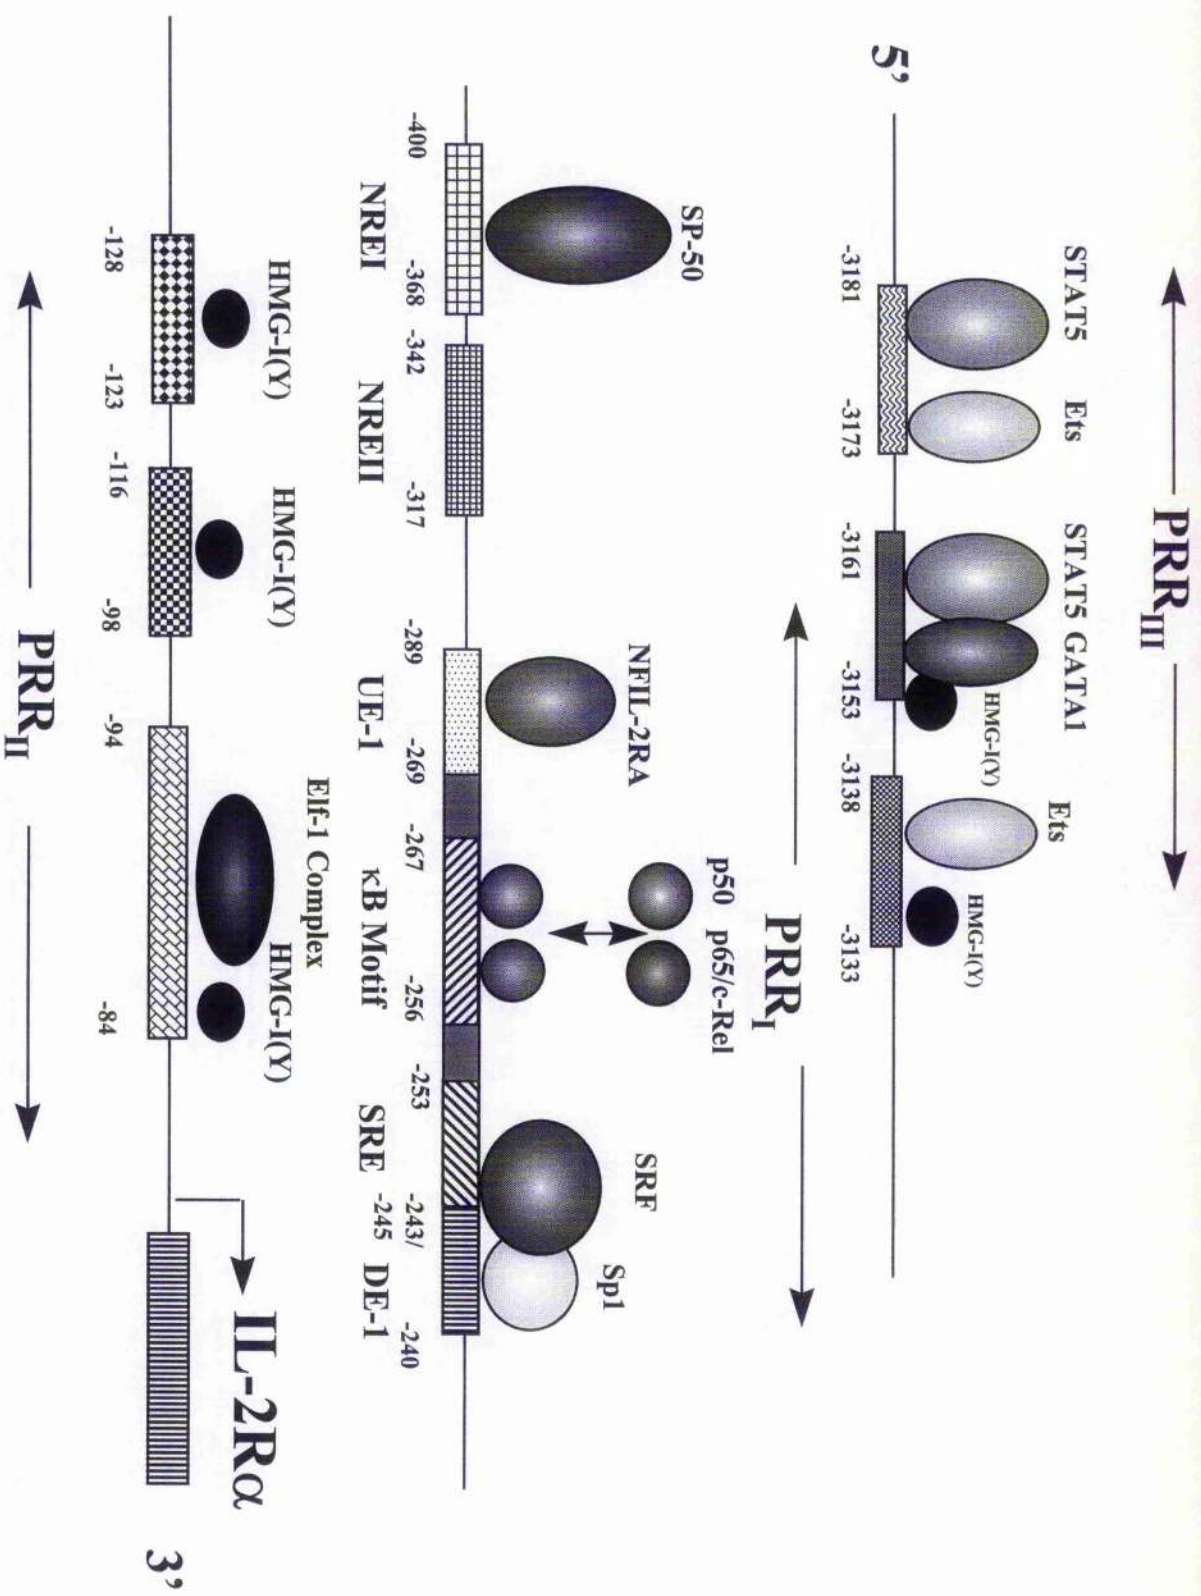 PRRIII
STAT5 Ets STAT5 GATA1 Ets
HMG-I(Y) HMG-I(Y)
5’
-3181 -3173 -3161 -3153 -3138 -3133
PRRI
SP-50 NFIL-2RA p50 p65/c-Rel SRF Sp1
-400 -368 -342 -317 -289 -269 -267 -256 -253 -243/ -240
-245
NREI NREII UE-1 κB Motif SRE DE-1
Elf-1 Complex
HMG-I(Y) HMG-I(Y) HMG-I(Y) IL-2Rα
3’
-128 -123 -116 -98 -94 -84
PRRII